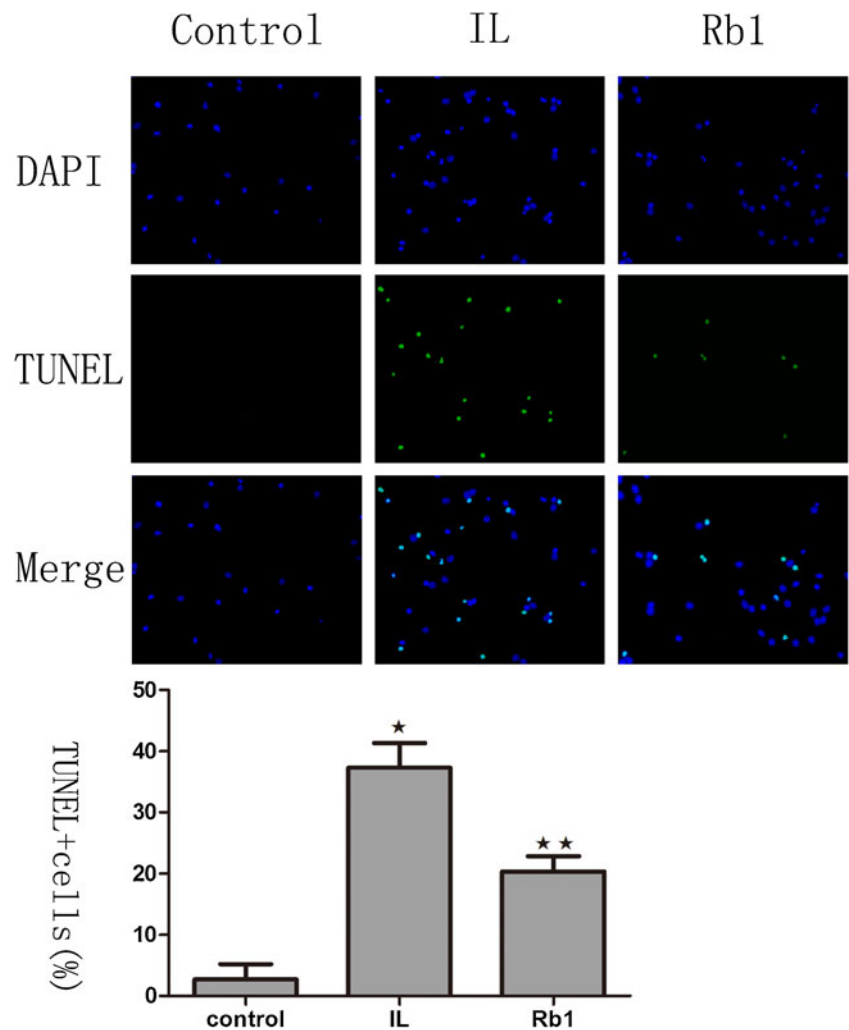 Control IL Rb1
DAPI
TUNEL
Merge
TUNEL+cells(%)
50
40
30
20
10
0
★
★★
control IL Rb1